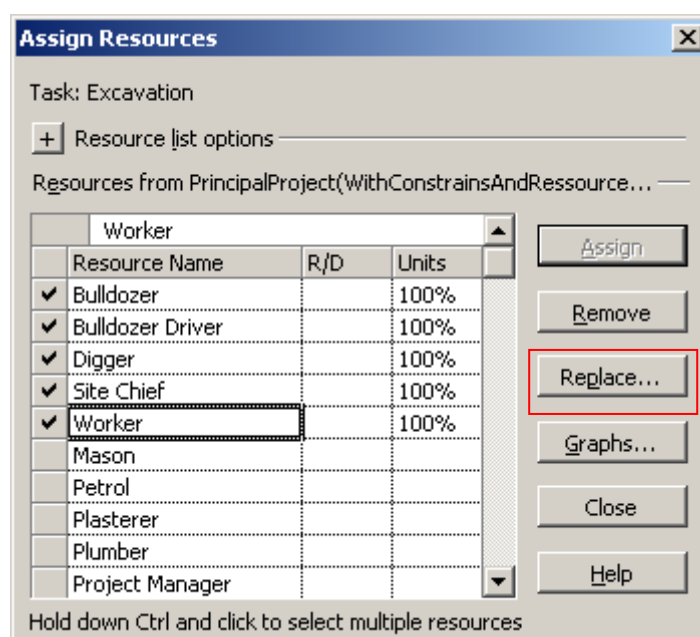 Assign Resources
Task: Excavation
+ Resource list options
Resources from PrincipalProject(WithConstrainsAndRessource...
Worker
Assign
Resource Name R/D Units
Bulldozer 100%
Remove
Bulldozer Driver 100%
Digger 100%
Replace...
Site Chief 100%
Worker 100%
Graphs...
Mason
Petrol
Close
Plasterer
Plumber
Help
Project Manager
Hold down Ctrl and click to select multiple resources